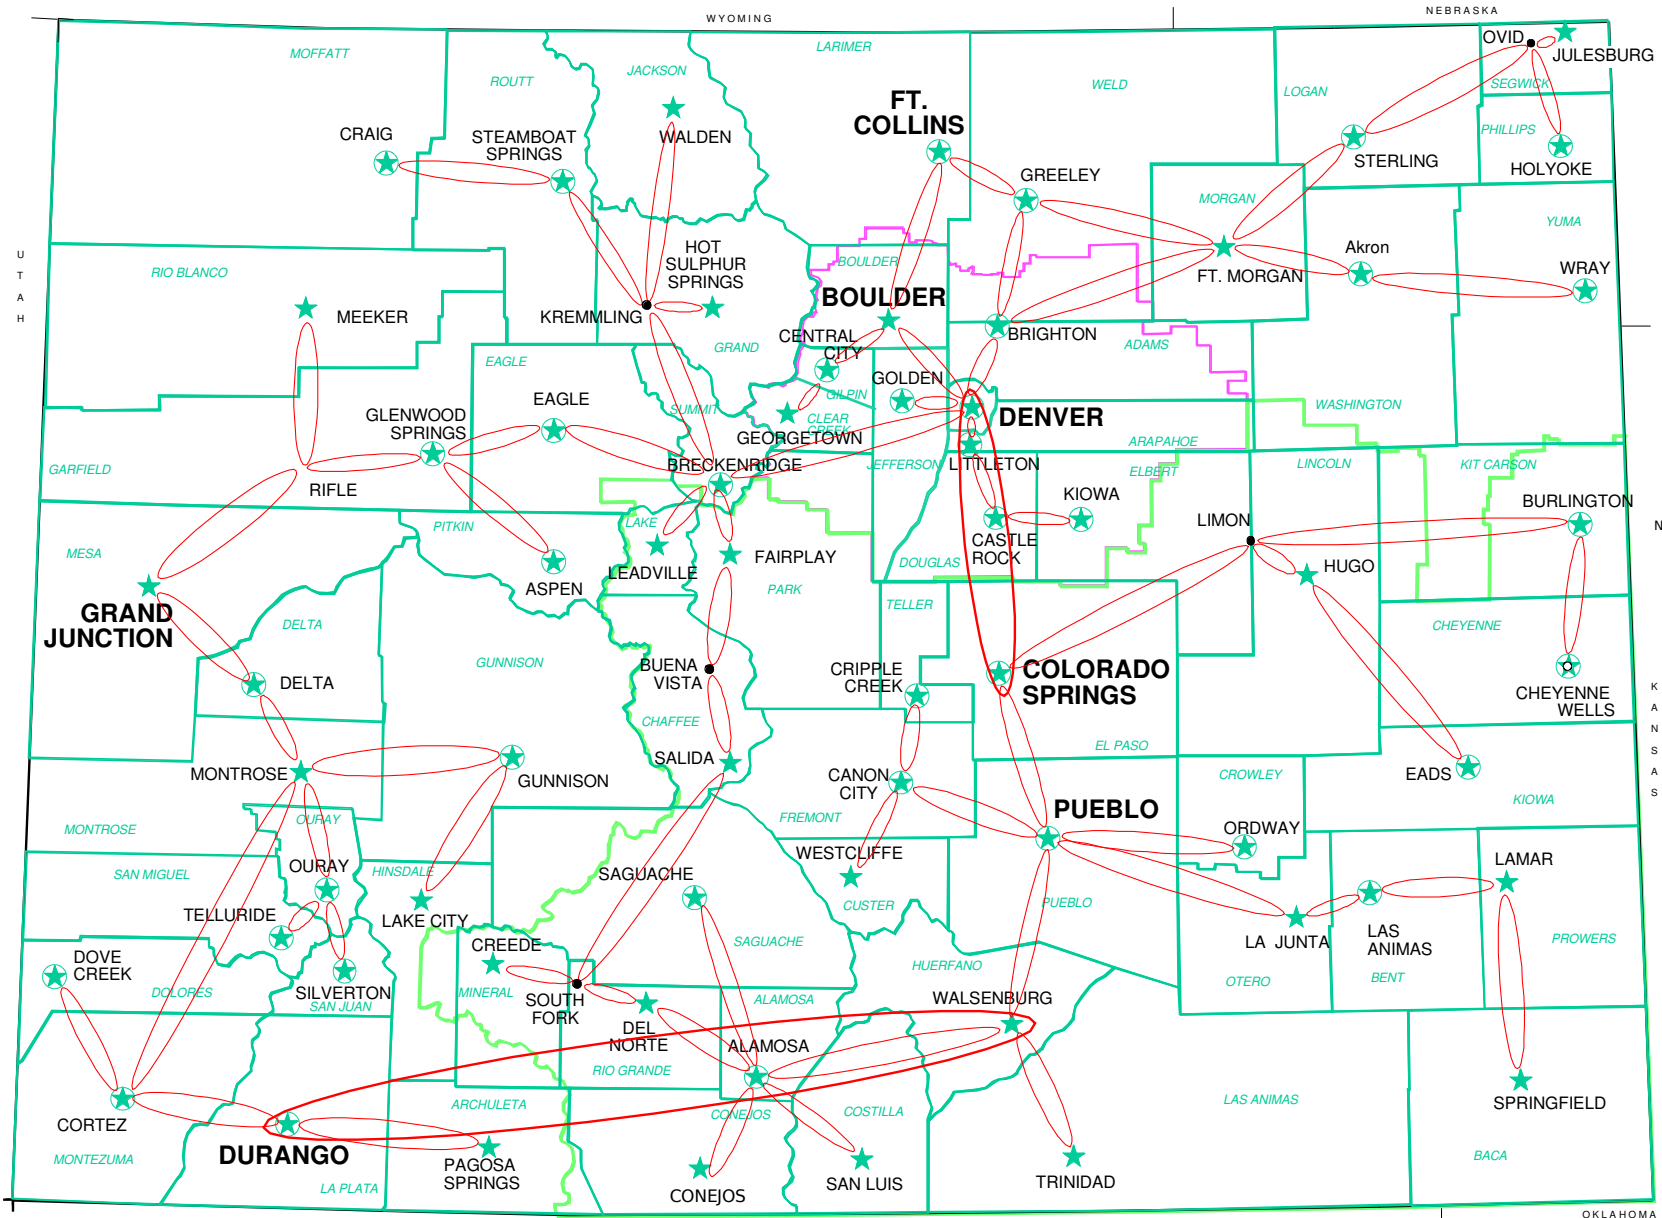 WYOMING
NEBRASKA
MOFFATT
ROUTT
JACKSON
LARIMER
WELD
LOGAN
OVID
JULESBURG
SEGWICK
CRAIG
STEAMBOAT
SPRINGS
WALDEN
FT.
COLLINS
GREELEY
STERLING
PHILLIPS
HOLYOKE
MORGAN
YUMA
UTAH
RIO BLANCO
HOT
SULPHUR
SPRINGS
BOULDER
BOULDER
FT. MORGAN
Akron
WRAY
MEEKER
KREMMLING
GRAND
CENTRAL
CITY
BRIGHTON
ADAMS
EAGLE
EAGLE
SUMMIT
GILPIN
GOLDEN
CLEAR
CREEK
GEORGETOWN
DENVER
WASHINGTON
ARAPAHOE
GLENWOOD
SPRINGS
GARFIELD
RIFLE
BRECKENRIDGE
JEFFERSON
LITTLETON
ELBERT
LINCOLN
KIT CARSON
BURLINGTON
PITKIN
LAKE
KIOWA
LIMON
N
MESA
ASPEN
LEADVILLE
FAIRPLAY
PARK
CASTLE
ROCK
DOUGLAS
HUGO
GRAND
JUNCTION
DELTA
DELTA
GUNNISON
TELLER
CHEYENNE
BUENA
VISTA
CRIPPLE
CREEK
COLORADO
SPRINGS
CHEYENNE
WELLS
KANSAS
CHAFFEE
SALIDA
EL PASO
MONTROSE
GUNNISON
CANON
CITY
CROWLEY
EADS
KIOWA
MONTROSE
OURAY
FREMONT
PUEBLO
ORDWAY
SAN MIGUEL
OURAY
HINSDALE
SAGUACHE
WESTCLIFFE
LAMAR
TELLURIDE
LAKE CITY
CUSTER
PUEBLO
LA JUNTA
LAS
ANIMAS
PROWERS
DOVE
CREEK
CREEDE
SAGUACHE
HUERFANO
BENT
OTERO
DOLORES
SILVERTON
SAN JUAN
MINERAL
SOUTH
FORK
DEL
NORTE
ALAMOSA
ALAMOSA
WALSENBURG
RIO GRANDE
CORTEZ
ARCHULETA
CONEJOS
COSTILLA
LAS ANIMAS
SPRINGFIELD
MONTEZUMA
DURANGO
LA PLATA
PAGOSA
SPRINGS
CONEJOS
SAN LUIS
TRINIDAD
BACA
OKLAHOMA